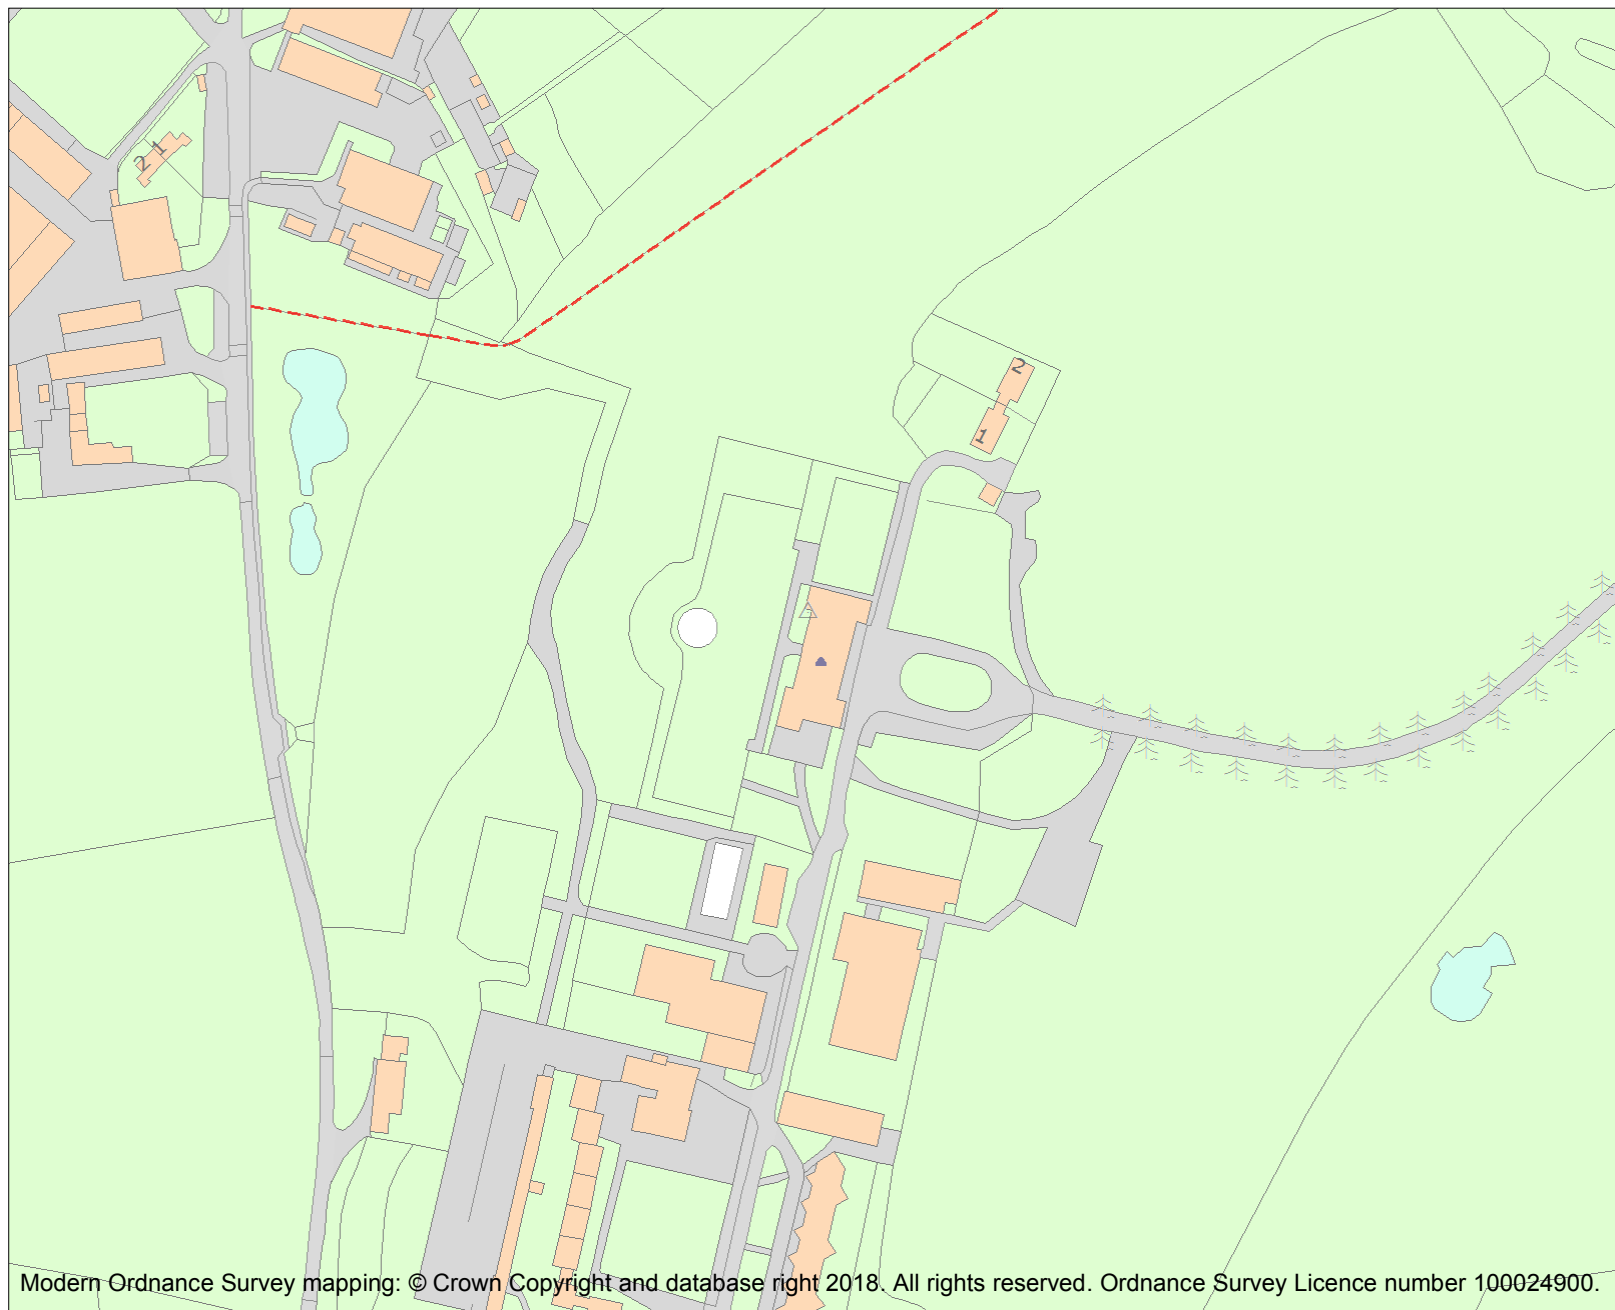 2 1
2
1
Modern Ordnance Survey mapping: © Crown Copyright and database right 2018. All rights reserved. Ordnance Survey Licence number 100024900.